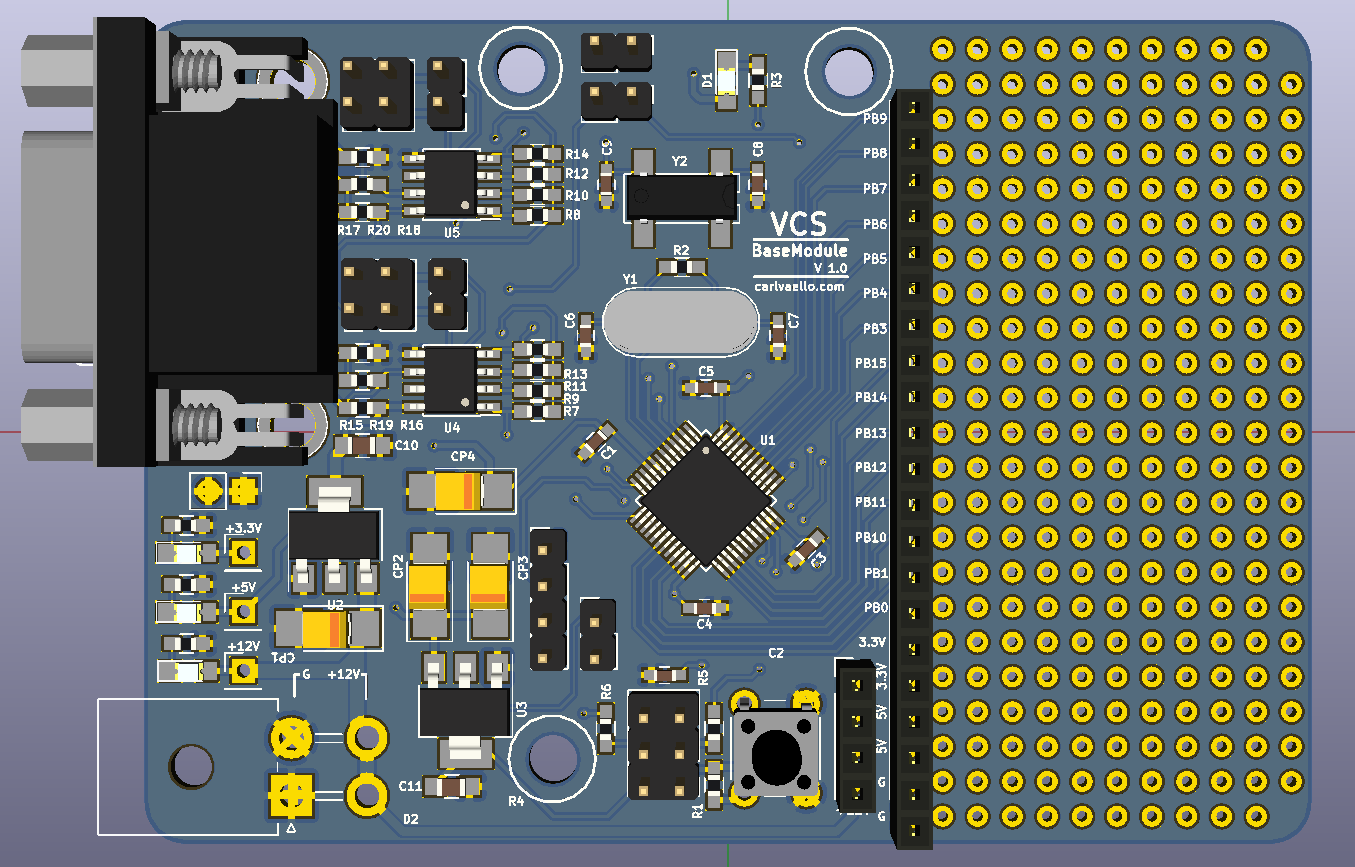 D1
R3
PB9
C9
Y2
C8
R14
R12
R10
R8
PB8
PB7
R17 R20 R18
U5
VCS
BaseModule
V 1.0
carlvaello.com
PB6
PB5
R2
Y1
PB4
C6
C7
PB3
R13
R11
R9
R7
C5
PB15
PB14
R15 R19 R16
U4
C10
C1
U1
PB13
CP4
PB12
PB11
+3.3V
CP2
CP3
C3
PB10
+5V
U2
PB1
C4
PB0
+12V
CP1
G +12V
C2
3.3V
R6
R5
U3
3.3V
5V
5V
C11
R4
R1
G
D2
G